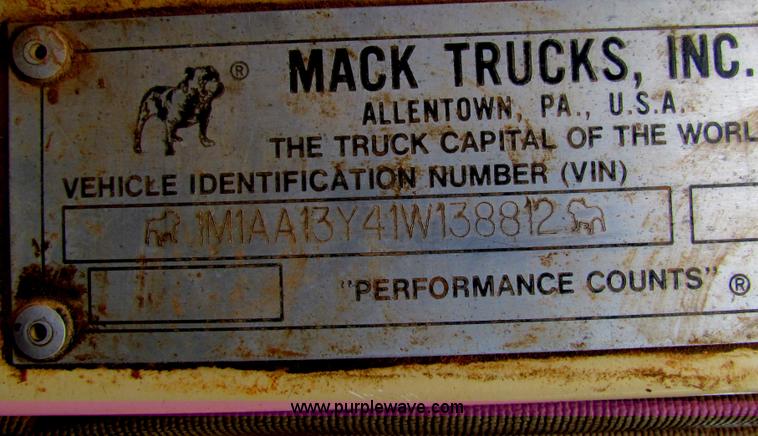 ®
MACK TRUCKS, INC.
ALLENTOWN, PA., U.S.A.
THE TRUCK CAPITAL OF THE WORL
VEHICLE IDENTIFICATION NUMBER (VIN)
1M1AA13Y41W138812
"PERFORMANCE COUNTS" ®
www.purplewave.com